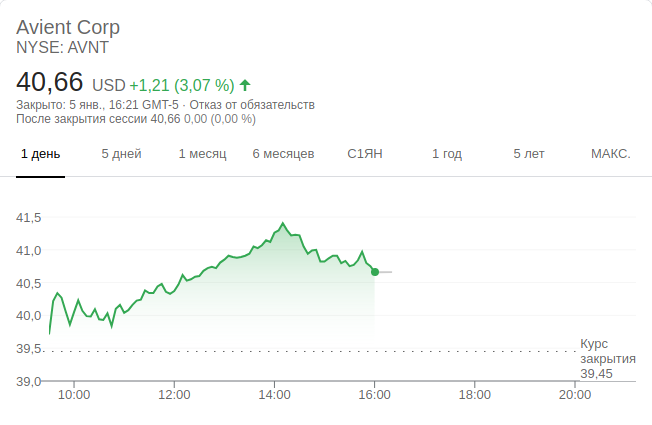 Avient Corp
NYSE: AVNT
40,66 USD +1,21 (3,07 %)
Закрыто: 5 янв., 16:21 GMT-5 · Отказ от обязательств
После закрытия сессии 40,66 0,00 (0,00 %)
1 день 5 дней 1 месяц 6 месяцев С1ЯН 1 год 5 лет МАКС.
41,5
41,0
40,5
40,0
39,5
39,0
Курс
закрытия
39,45
10:00 12:00 14:00 16:00 18:00 20:00